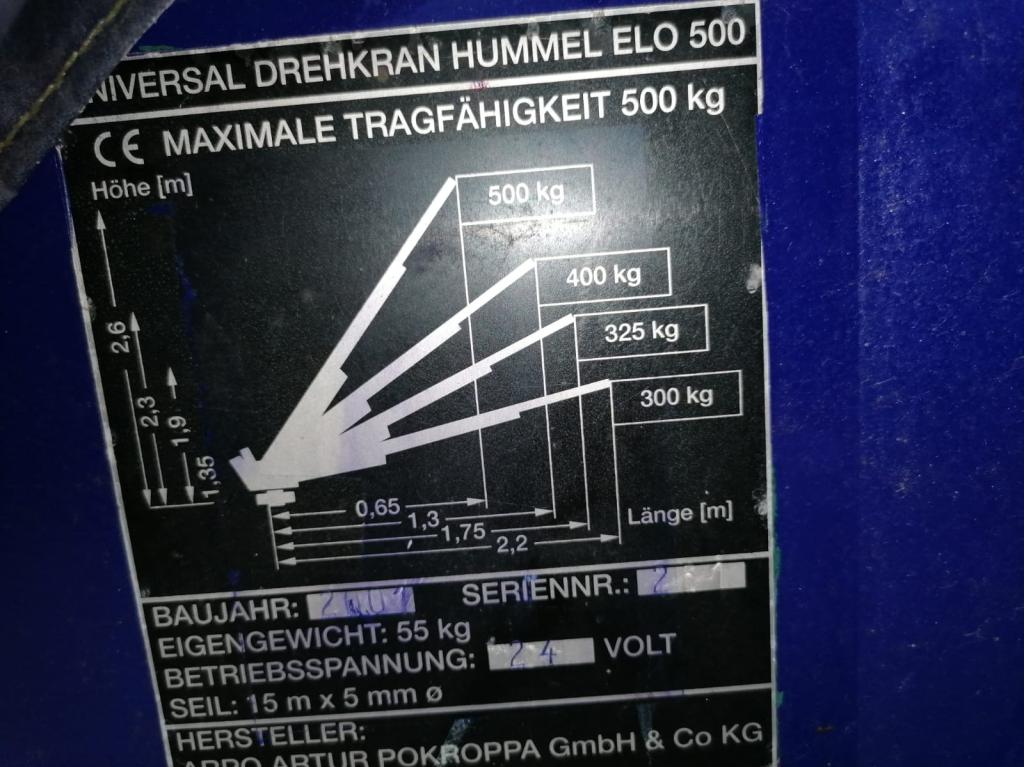 NIVERSAL DREHKRAN HUMMEL ELO 500
CE MAXIMALE TRAGFÄHIGKEIT 500 kg
Höhe [m]
500 kg
400 kg
325 kg
300 kg
2,6
2,3
1,9
1,35
0,65
1,3
1,75
2,2
Länge [m]
BAUJAHR: SERIENNR.: 2
EIGENGEWICHT: 55 kg
BETRIEBSSPANNUNG: 24 VOLT
SEIL: 15 m x 5 mm ø
HERSTELLER:
ARTUR POKROPPA GmbH & Co KG